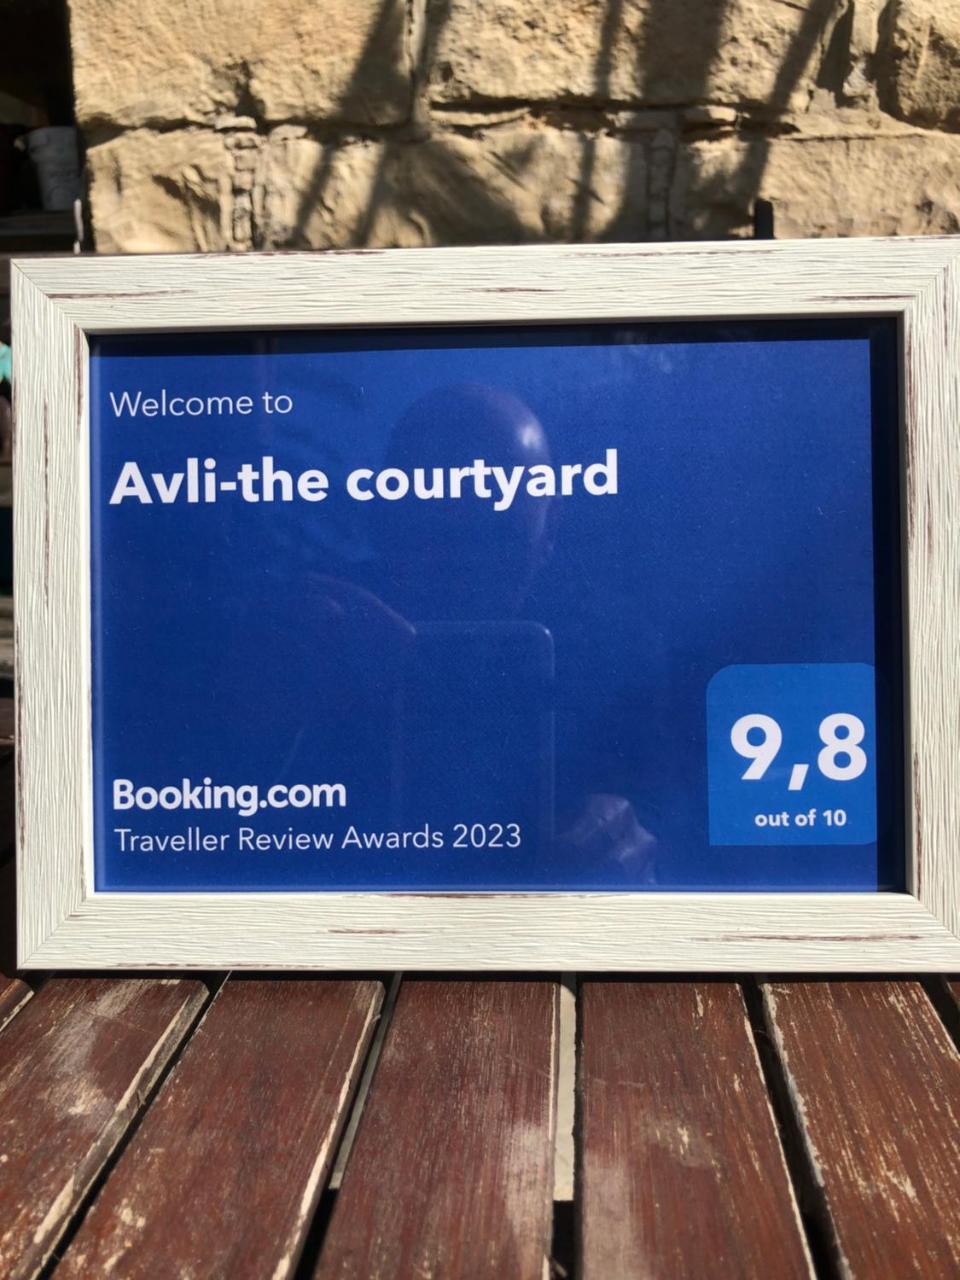 Welcome to
Avli-the courtyard
9,8
out of 10
Booking.com
Traveller Review Awards 2023